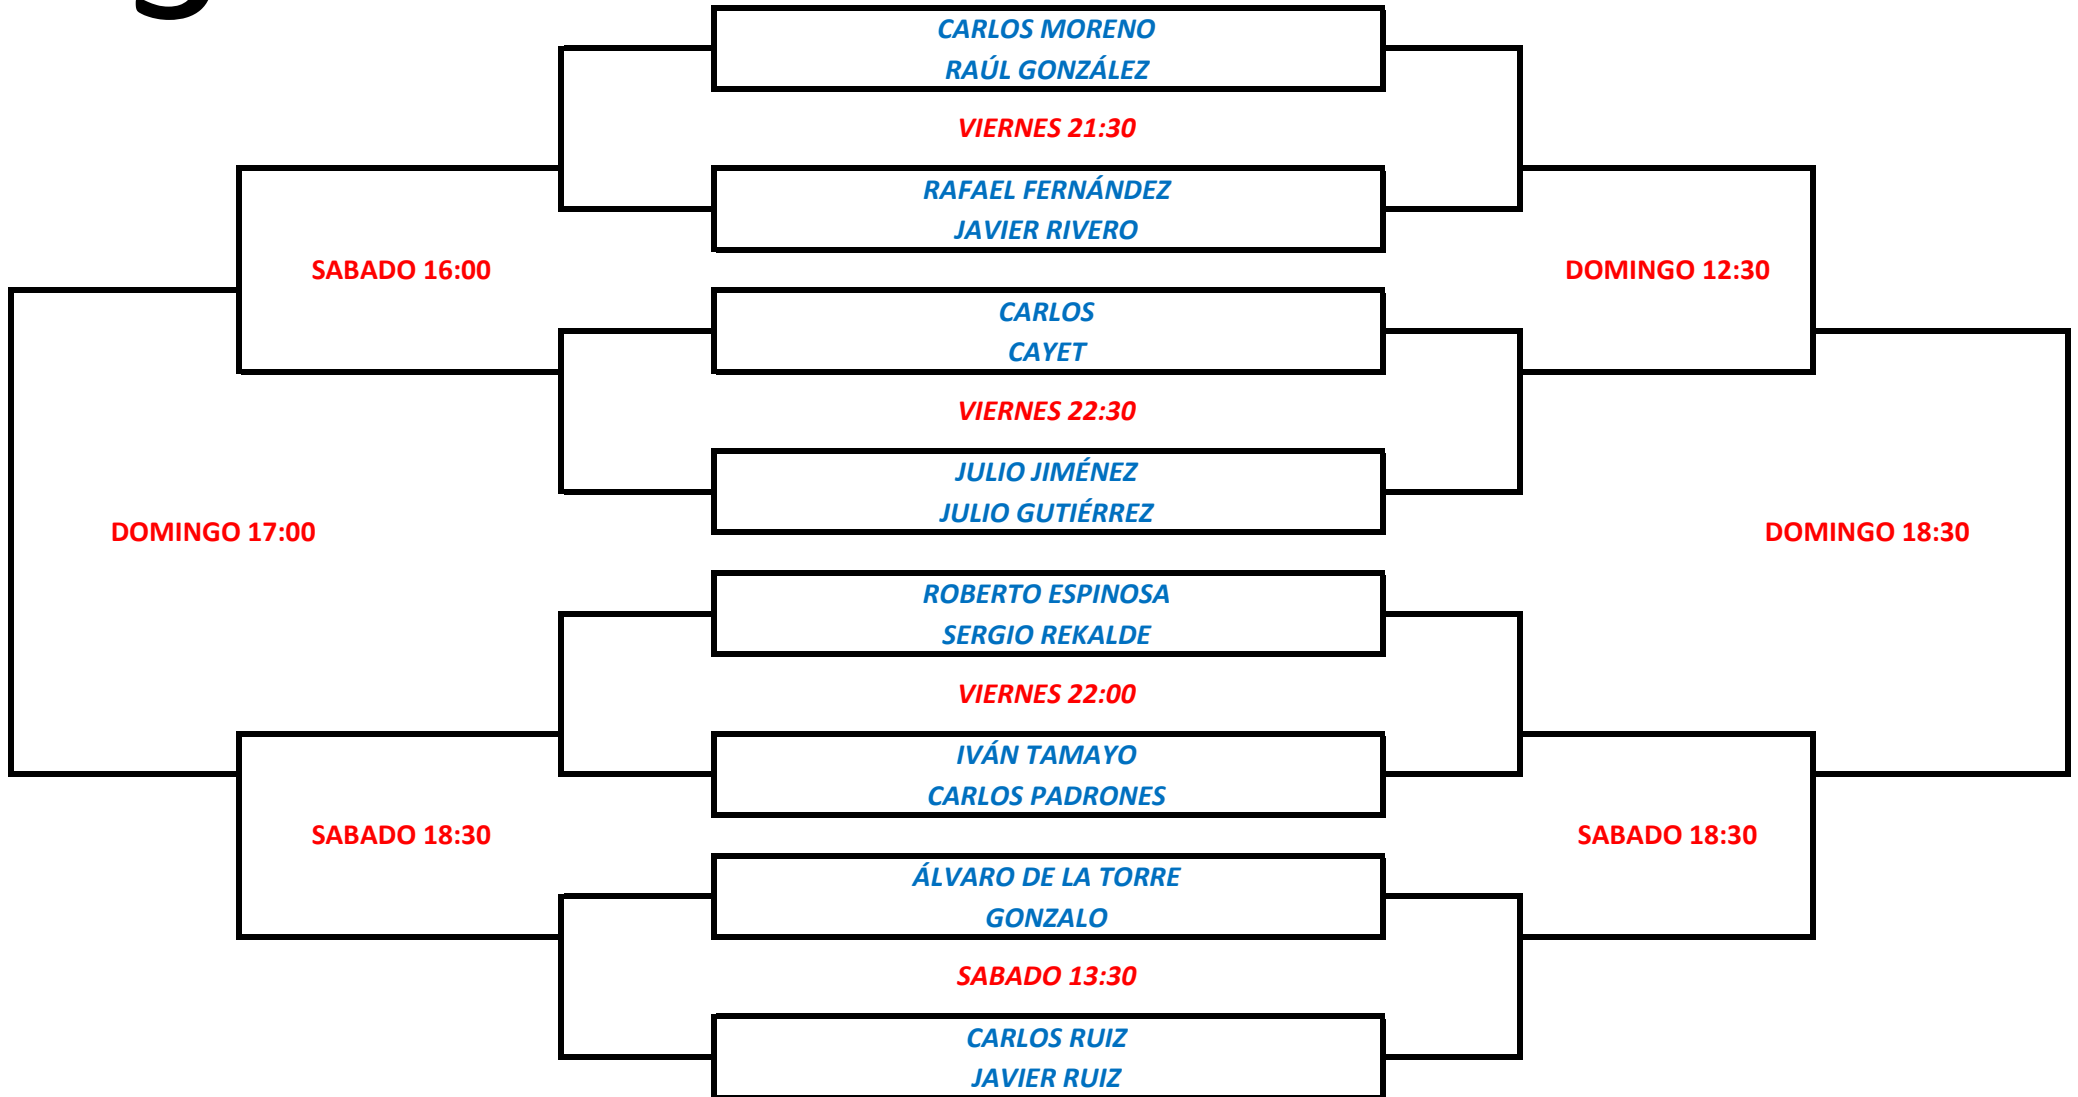 CARLOS MORENO
RAÚL GONZÁLEZ
VIERNES 21:30
RAFAEL FERNÁNDEZ
JAVIER RIVERO
SABADO 16:00
DOMINGO 12:30
CARLOS
CAYET
VIERNES 22:30
JULIO JIMÉNEZ
JULIO GUTIÉRREZ
DOMINGO 17:00
DOMINGO 18:30
ROBERTO ESPINOSA
SERGIO REKALDE
VIERNES 22:00
IVÁN TAMAYO
CARLOS PADRONES
SABADO 18:30
SABADO 18:30
ÁLVARO DE LA TORRE
GONZALO
SABADO 13:30
CARLOS RUIZ
JAVIER RUIZ